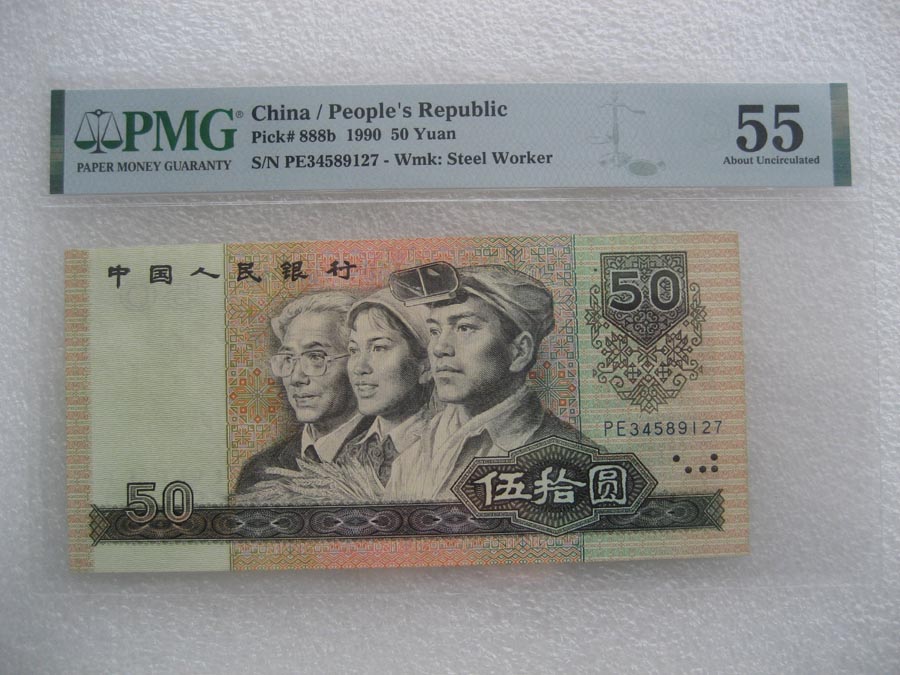 PMG®
PAPER MONEY GUARANTY
China / People's Republic
Pick# 888b 1990 50 Yuan
S/N PE34589127 - Wmk: Steel Worker
55
About Uncirculated
中国人民银行
50
PE34589127
50
伍拾圆